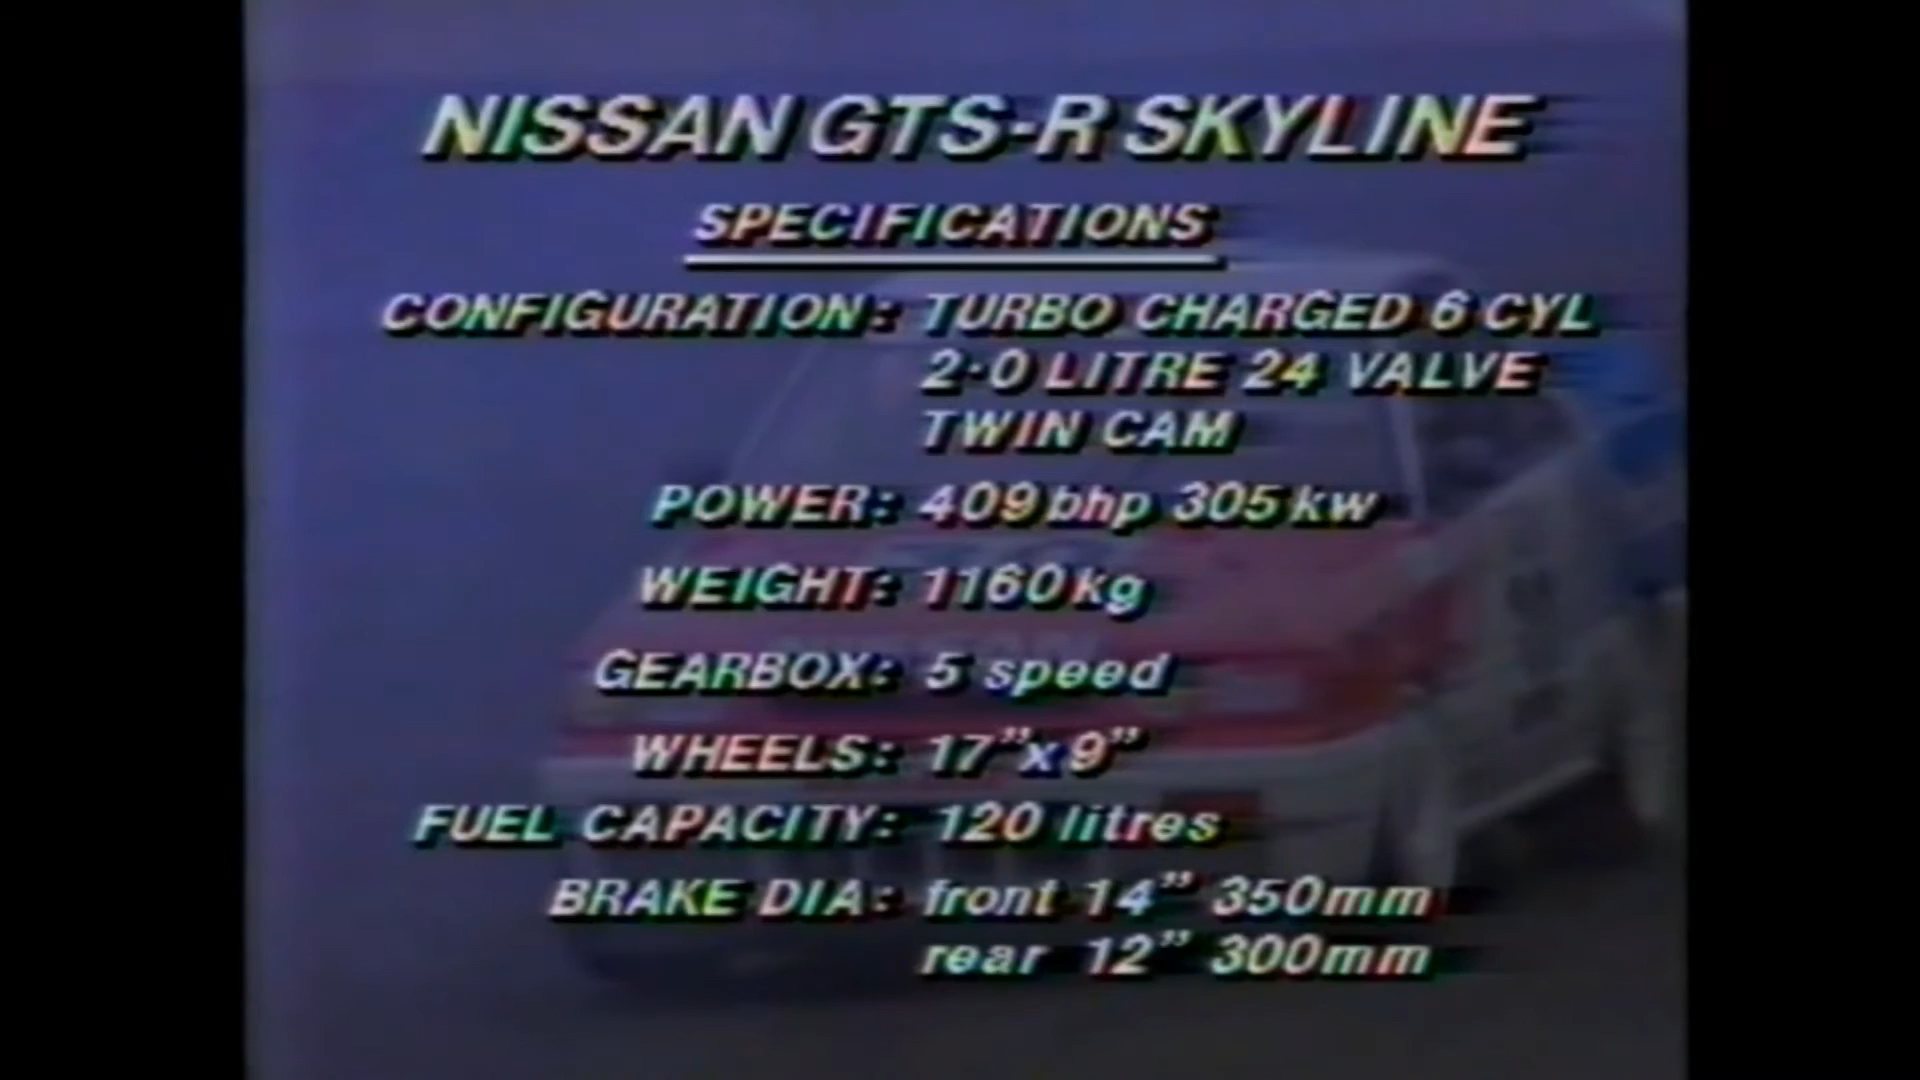 NISSAN GTS-R SKYLINE
SPECIFICATIONS
CONFIGURATION: TURBO CHARGED 6 CYL
2·0 LITRE 24 VALVE
TWIN CAM
POWER: 409 bhp 305 kw
WEIGHT: 1160 kg
GEARBOX: 5 speed
WHEELS: 17" x 9"
FUEL CAPACITY: 120 litres
BRAKE DIA: front 14" 350mm
rear 12" 300mm